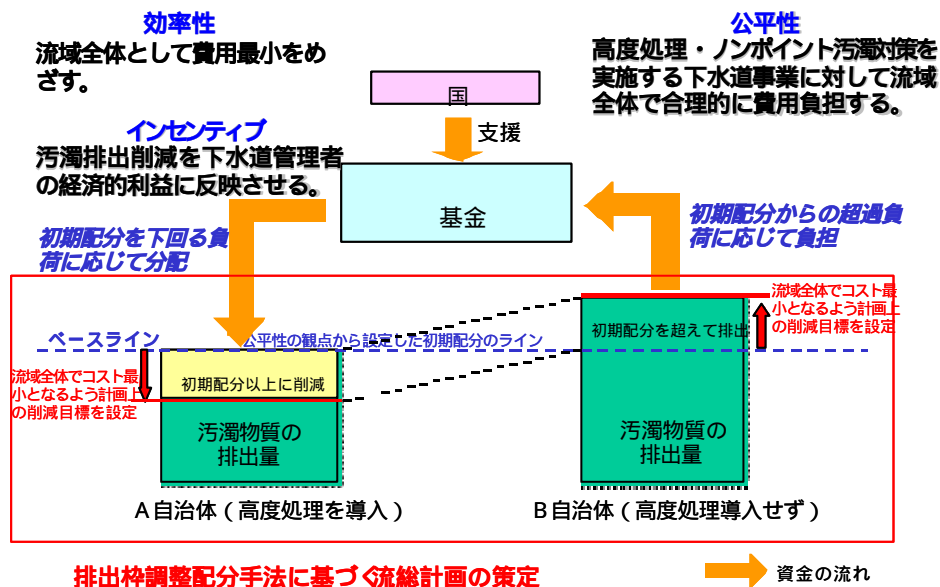 効率性
流域全体として費用最小をめ
ざす。
公平性
高度処理・ノンポイント汚濁対策を
実施する下水道事業に対して流域
全体で合理的に費用負担する。
国
支援
インセンティブ
汚濁排出削減を下水道管理者
の経済的利益に反映させる。
基金
初期配分を下回る負
荷に応じて分配
初期配分からの超過負
荷に応じて負担
流域全体でコスト最
小となるよう計画上
の削減目標を設定
ベースライン
公平性の観点から設定した初期配分のライン
初期配分を超えて排出
流域全体でコスト最
小となるよう計画上
の削減目標を設定
初期配分以上に削減
汚濁物質の
排出量
汚濁物質の
排出量
A自治体(高度処理を導入)
B自治体(高度処理導入せず)
排出枠調整配分手法に基づく流総計画の策定
資金の流れ